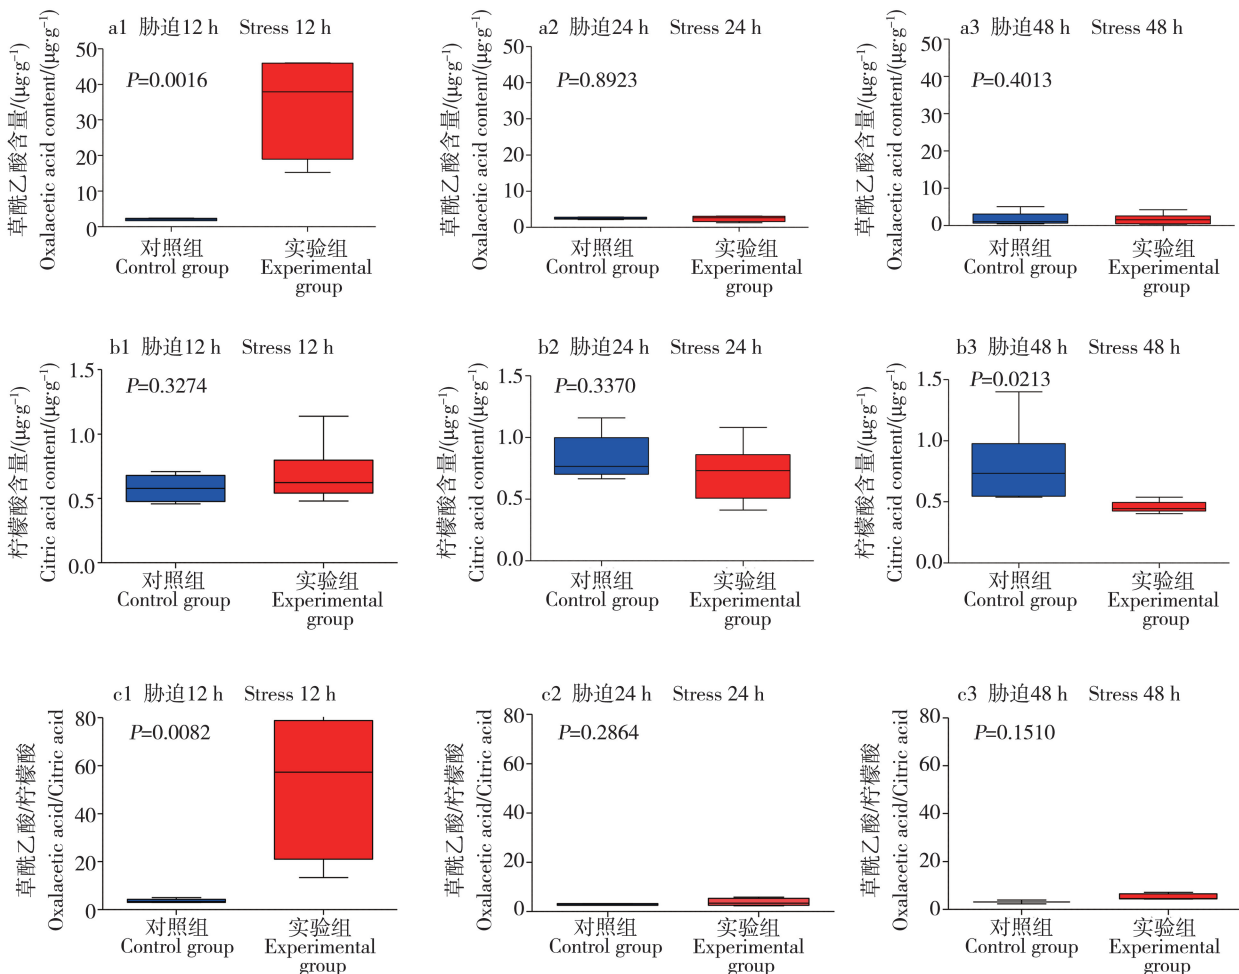 a1 胁迫12 h Stress 12 h
草酰乙酸含量/(μg·g⁻¹)
Oxalacetic acid content/(μg·g⁻¹)
50
40
30
20
10
0
P=0.0016
对照组
Control group
实验组
Experimental
group
a2 胁迫24 h Stress 24 h
草酰乙酸含量/(μg·g⁻¹)
Oxalacetic acid content/(μg·g⁻¹)
50
40
30
20
10
0
P=0.8923
对照组
Control group
实验组
Experimental
group
a3 胁迫48 h Stress 48 h
草酰乙酸含量/(μg·g⁻¹)
Oxalacetic acid content/(μg·g⁻¹)
50
40
30
20
10
0
P=0.4013
对照组
Control group
实验组
Experimental
group
b1 胁迫12 h Stress 12 h
柠檬酸含量/(μg·g⁻¹)
Citric acid content/(μg·g⁻¹)
1.5
1.0
0.5
0.0
P=0.3274
对照组
Control group
实验组
Experimental
group
b2 胁迫24 h Stress 24 h
柠檬酸含量/(μg·g⁻¹)
Citric acid content/(μg·g⁻¹)
1.5
1.0
0.5
0.0
P=0.3370
对照组
Control group
实验组
Experimental
group
b3 胁迫48 h Stress 48 h
柠檬酸含量/(μg·g⁻¹)
Citric acid content/(μg·g⁻¹)
1.5
1.0
0.5
0.0
P=0.0213
对照组
Control group
实验组
Experimental
group
c1 胁迫12 h Stress 12 h
草酰乙酸/柠檬酸
Oxalacetic acid/Citric acid
80
60
40
20
0
P=0.0082
对照组
Control group
实验组
Experimental
group
c2 胁迫24 h Stress 24 h
草酰乙酸/柠檬酸
Oxalacetic acid/Citric acid
80
60
40
20
0
P=0.2864
对照组
Control group
实验组
Experimental
group
c3 胁迫48 h Stress 48 h
草酰乙酸/柠檬酸
Oxalacetic acid/Citric acid
80
60
40
20
0
P=0.1510
对照组
Control group
实验组
Experimental
group